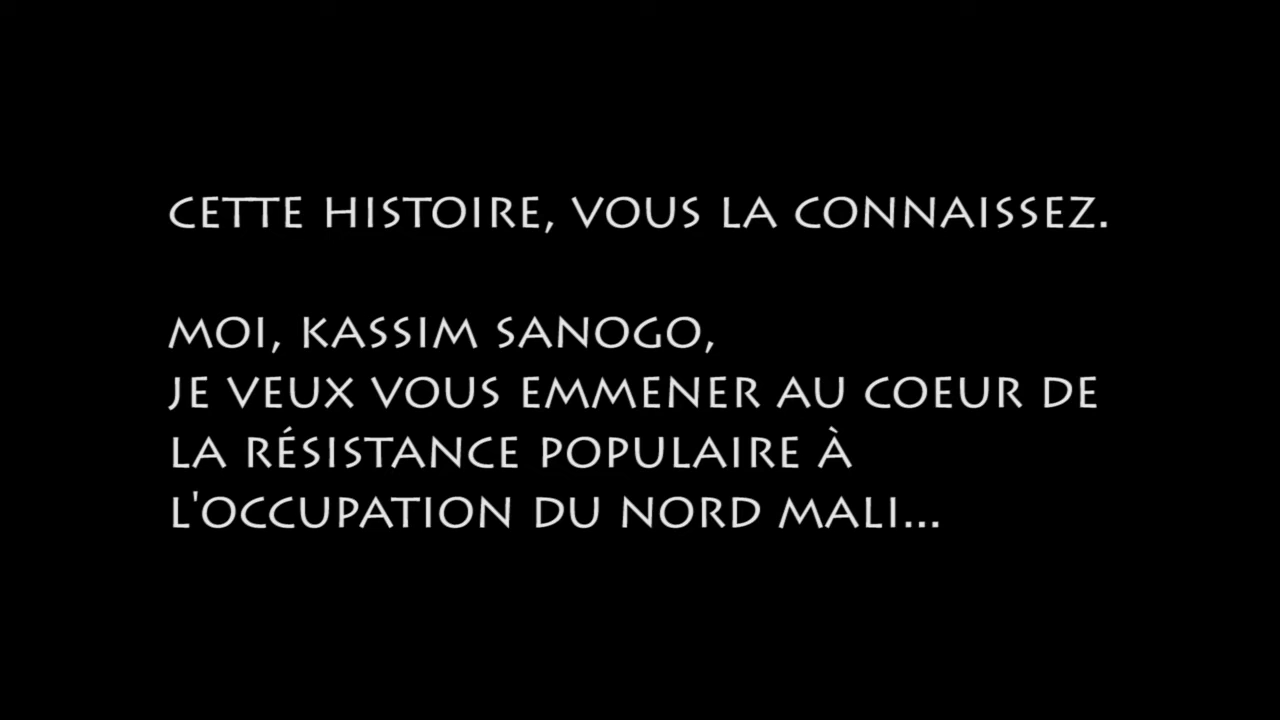 CETTE HISTOIRE, VOUS LA CONNAISSEZ.
MOI, KASSIM SANOGO,
JE VEUX VOUS EMMENER AU COEUR DE
LA RÉSISTANCE POPULAIRE À
L'OCCUPATION DU NORD MALI...